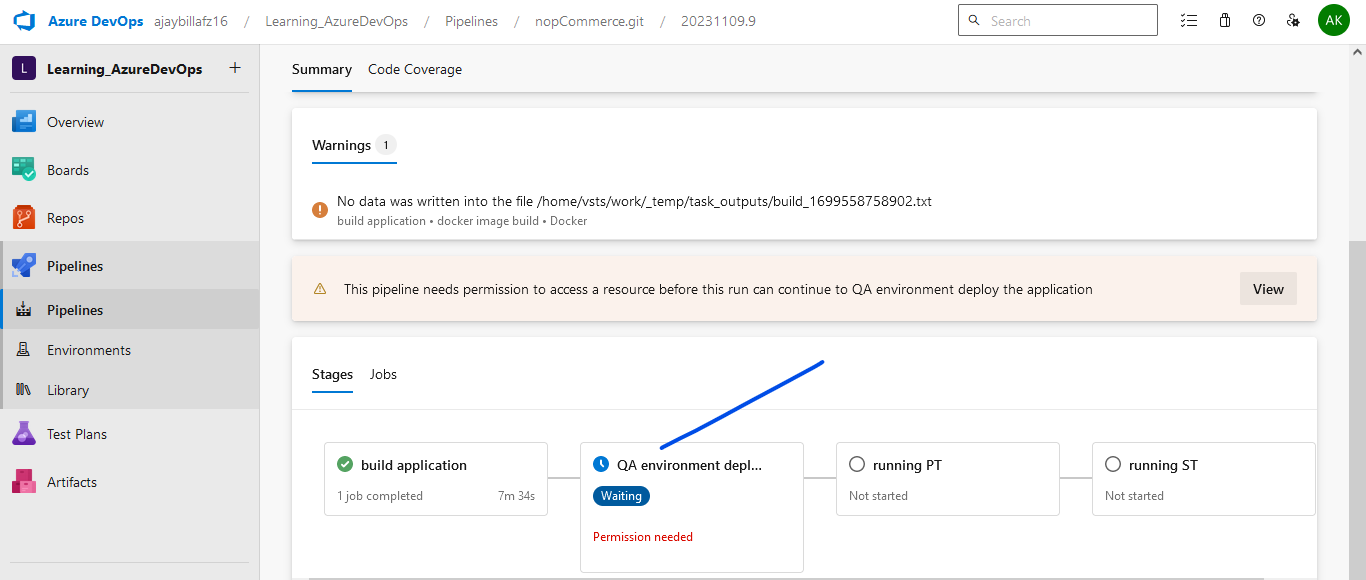 Azure DevOps ajaybillafz16 / Learning_AzureDevOps / Pipelines / nopCommerce.git / 20231109.9
Search
AK
L Learning_AzureDevOps +
Overview
Boards
Repos
Pipelines
Pipelines
Environments
Library
Test Plans
Artifacts
Summary Code Coverage
Warnings 1
No data was written into the file /home/vsts/work/_temp/task_outputs/build_1699558758902.txt
build application • docker image build • Docker
This pipeline needs permission to access a resource before this run can continue to QA environment deploy the application
View
Stages Jobs
build application
1 job completed 7m 34s
QA environment depl...
Waiting
Permission needed
running PT
Not started
running ST
Not started